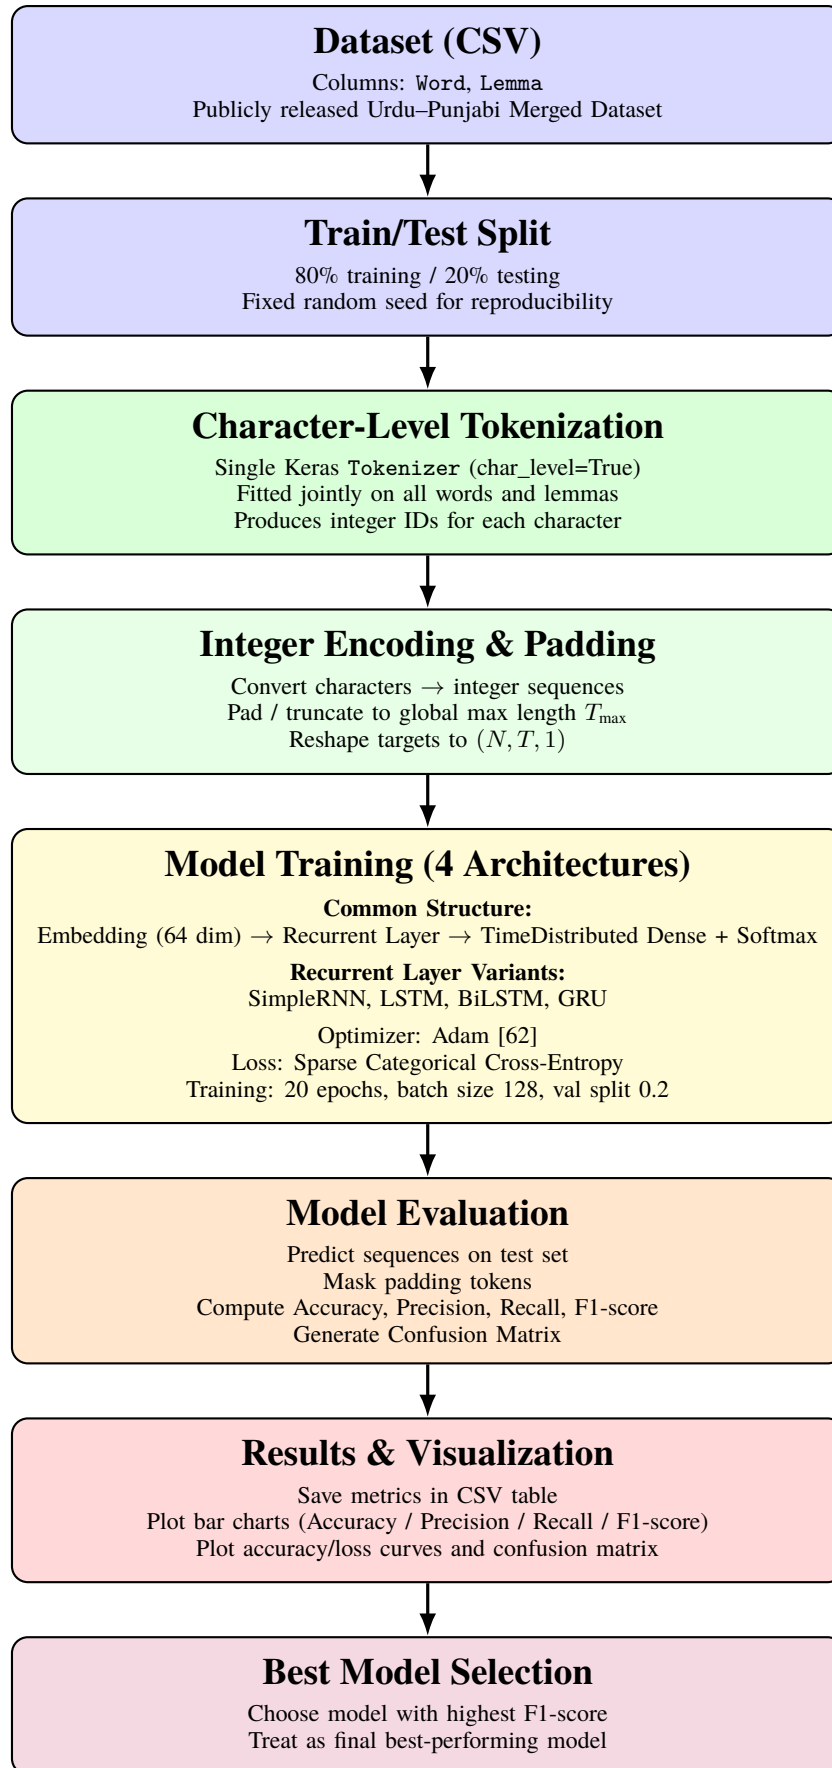 Dataset (CSV)
Columns: Word, Lemma
Publicly released Urdu–Punjabi Merged Dataset
Train/Test Split
80% training / 20% testing
Fixed random seed for reproducibility
Character-Level Tokenization
Single Keras Tokenizer (char_level=True)
Fitted jointly on all words and lemmas
Produces integer IDs for each character
Integer Encoding & Padding
Convert characters → integer sequences
Pad / truncate to global max length T_max
Reshape targets to (N, T, 1)
Model Training (4 Architectures)
Common Structure:
Embedding (64 dim) → Recurrent Layer → TimeDistributed Dense + Softmax
Recurrent Layer Variants:
SimpleRNN, LSTM, BiLSTM, GRU
Optimizer: Adam [62]
Loss: Sparse Categorical Cross-Entropy
Training: 20 epochs, batch size 128, val split 0.2
Model Evaluation
Predict sequences on test set
Mask padding tokens
Compute Accuracy, Precision, Recall, F1-score
Generate Confusion Matrix
Results & Visualization
Save metrics in CSV table
Plot bar charts (Accuracy / Precision / Recall / F1-score)
Plot accuracy/loss curves and confusion matrix
Best Model Selection
Choose model with highest F1-score
Treat as final best-performing model